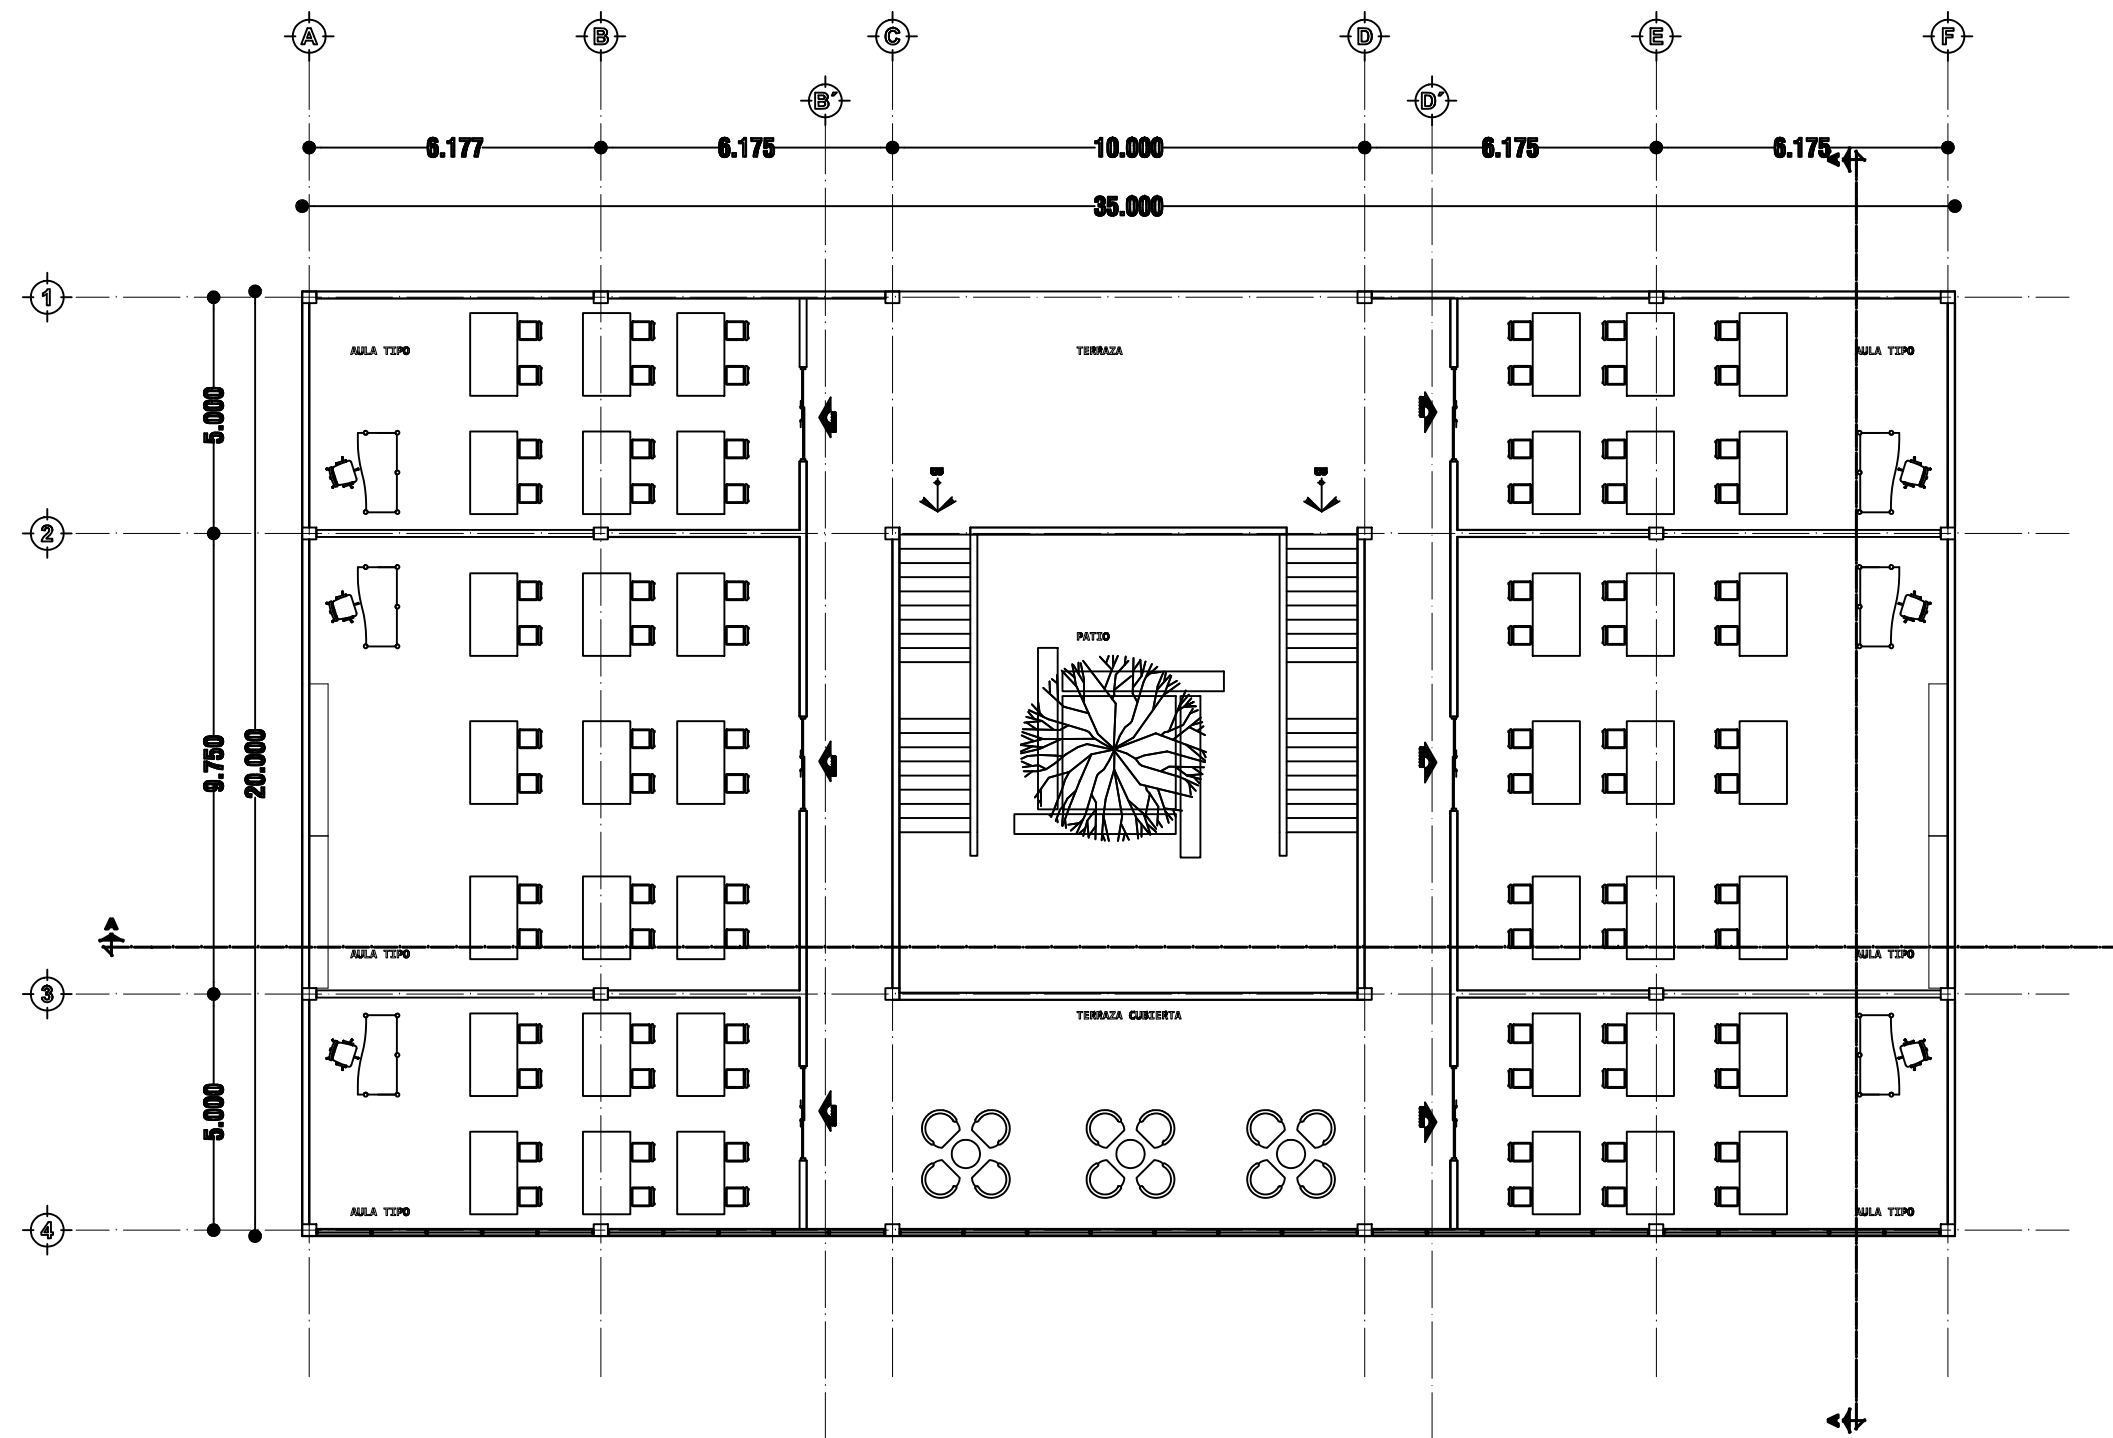 A B C D E F
B´ D´
6.177 6.175 10.000 6.175 6.175
A
35.000
1
AULA TIPO TERRAZA AULA TIPO
5.000
2
PATIO
9.750
20.000
A
AULA TIPO AULA TIPO
3
TERRAZA CUBIERTA
5.000
AULA TIPO AULA TIPO
4
A